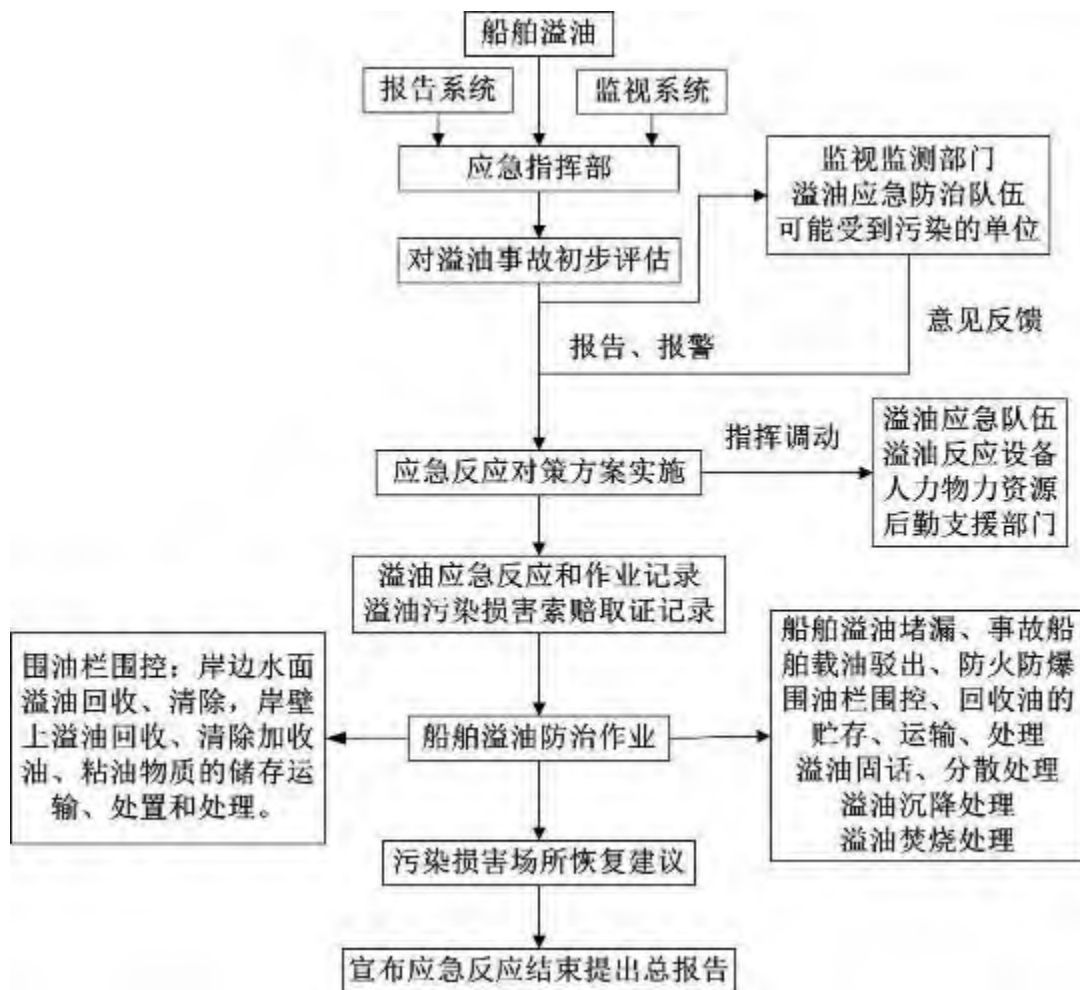 船舶溢油
报告系统
监视系统
应急指挥部
监视监测部门
溢油应急防治队伍
可能受到污染的单位
对溢油事故初步评估
意见反馈
报告、报警
指挥调动
溢油应急队伍
溢油反应设备
人力物力资源
后勤支援部门
应急反应对策方案实施
溢油应急反应和作业记录
溢油污染损害索赔取证记录
围油栏围控：岸边水面
溢油回收、清除，岸壁
上溢油回收、清除加收
油、粘油物质的储存运
输、处置和处理。
船舶溢油防治作业
船舶溢油堵漏、事故船
舶载油驳出、防火防爆
围油栏围控、回收油的
贮存、运输、处理
溢油固话、分散处理
溢油沉降处理
溢油焚烧处理
污染损害场所恢复建议
宣布应急反应结束提出总报告